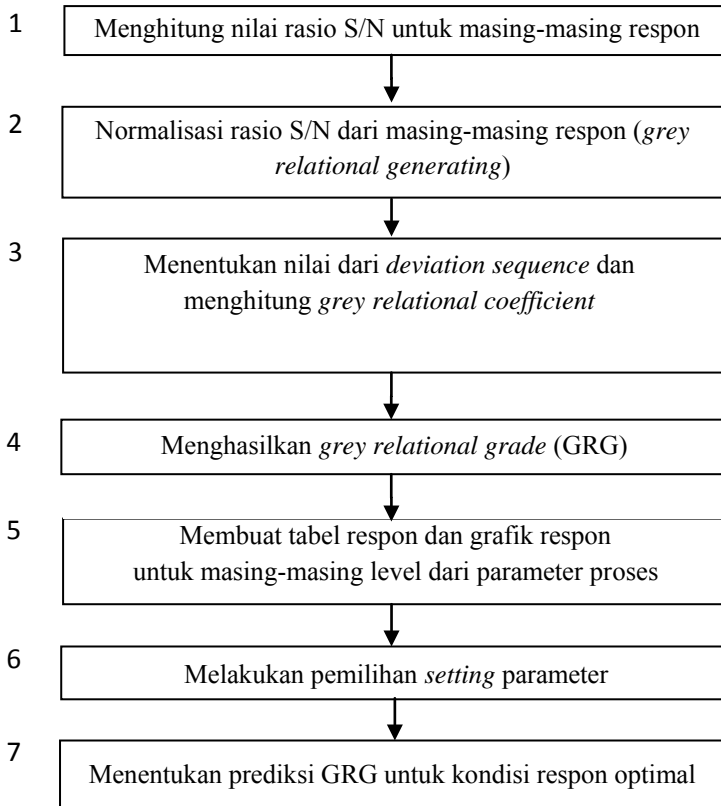 1
Menghitung nilai rasio S/N untuk masing-masing respon
2
Normalisasi rasio S/N dari masing-masing respon (grey
relational generating)
3
Menentukan nilai dari deviation sequence dan
menghitung grey relational coefficient
4
Menghasilkan grey relational grade (GRG)
5
Membuat tabel respon dan grafik respon
untuk masing-masing level dari parameter proses
6
Melakukan pemilihan setting parameter
7
Menentukan prediksi GRG untuk kondisi respon optimal